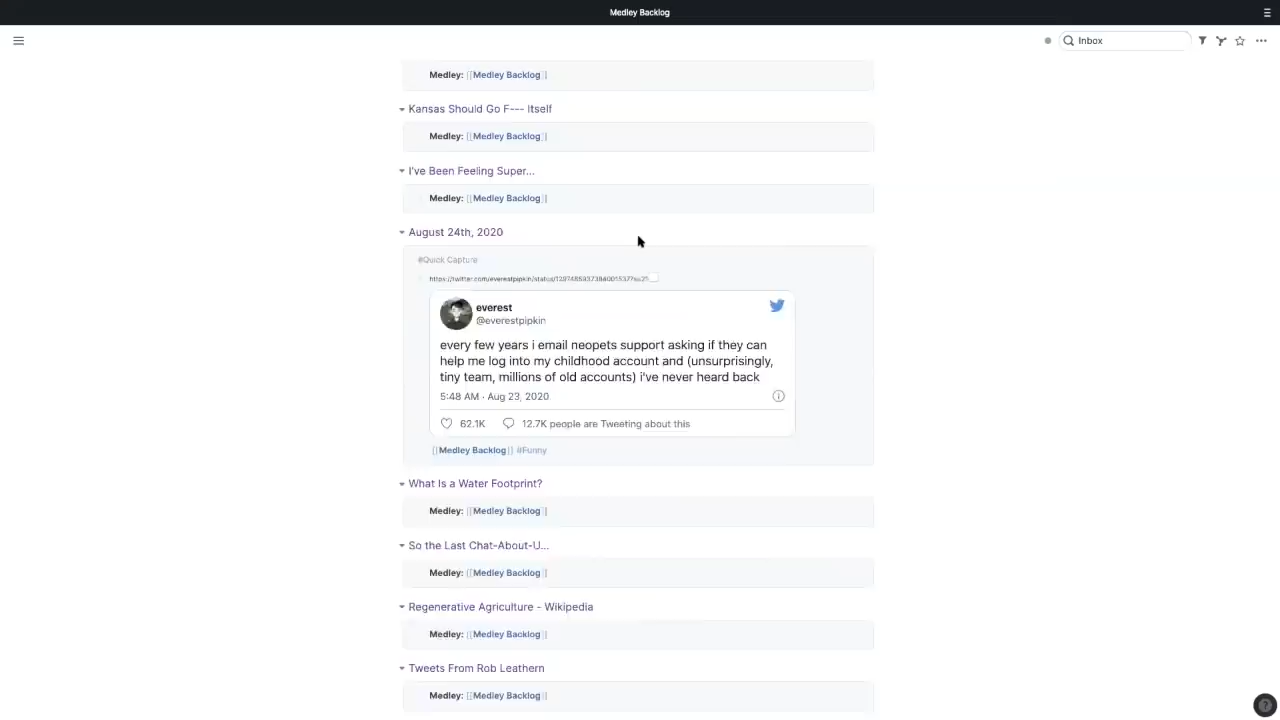 Medley Backlog
Inbox
Medley: [[Medley Backlog]]
Kansas Should Go F--- Itself
Medley: [[Medley Backlog]]
I've Been Feeling Super...
Medley: [[Medley Backlog]]
August 24th, 2020
#Quick Capture
everest
@everestpipkin
every few years i email neopets support asking if they can
help me log into my childhood account and (unsurprisingly,
tiny team, millions of old accounts) i've never heard back
5:48 AM · Aug 23, 2020
62.1K 12.7K people are Tweeting about this
[[Medley Backlog]] #Funny
What Is a Water Footprint?
Medley: [[Medley Backlog]]
So the Last Chat-About-U...
Medley: [[Medley Backlog]]
Regenerative Agriculture - Wikipedia
Medley: [[Medley Backlog]]
Tweets From Rob Leathern
Medley: [[Medley Backlog]]